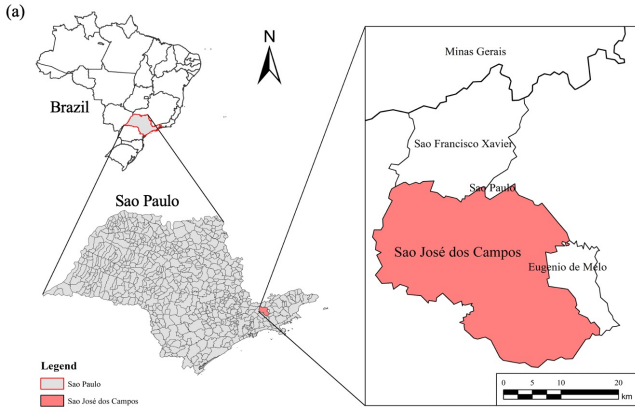 (a)
N
Brazil
Sao Paulo
Legend
Sao Paulo
Sao José dos Campos
Minas Gerais
Sao Francisco Xavier
Sao Paulo
Sao José dos Campos
Eugenio de Melo
0 5 10 20
km